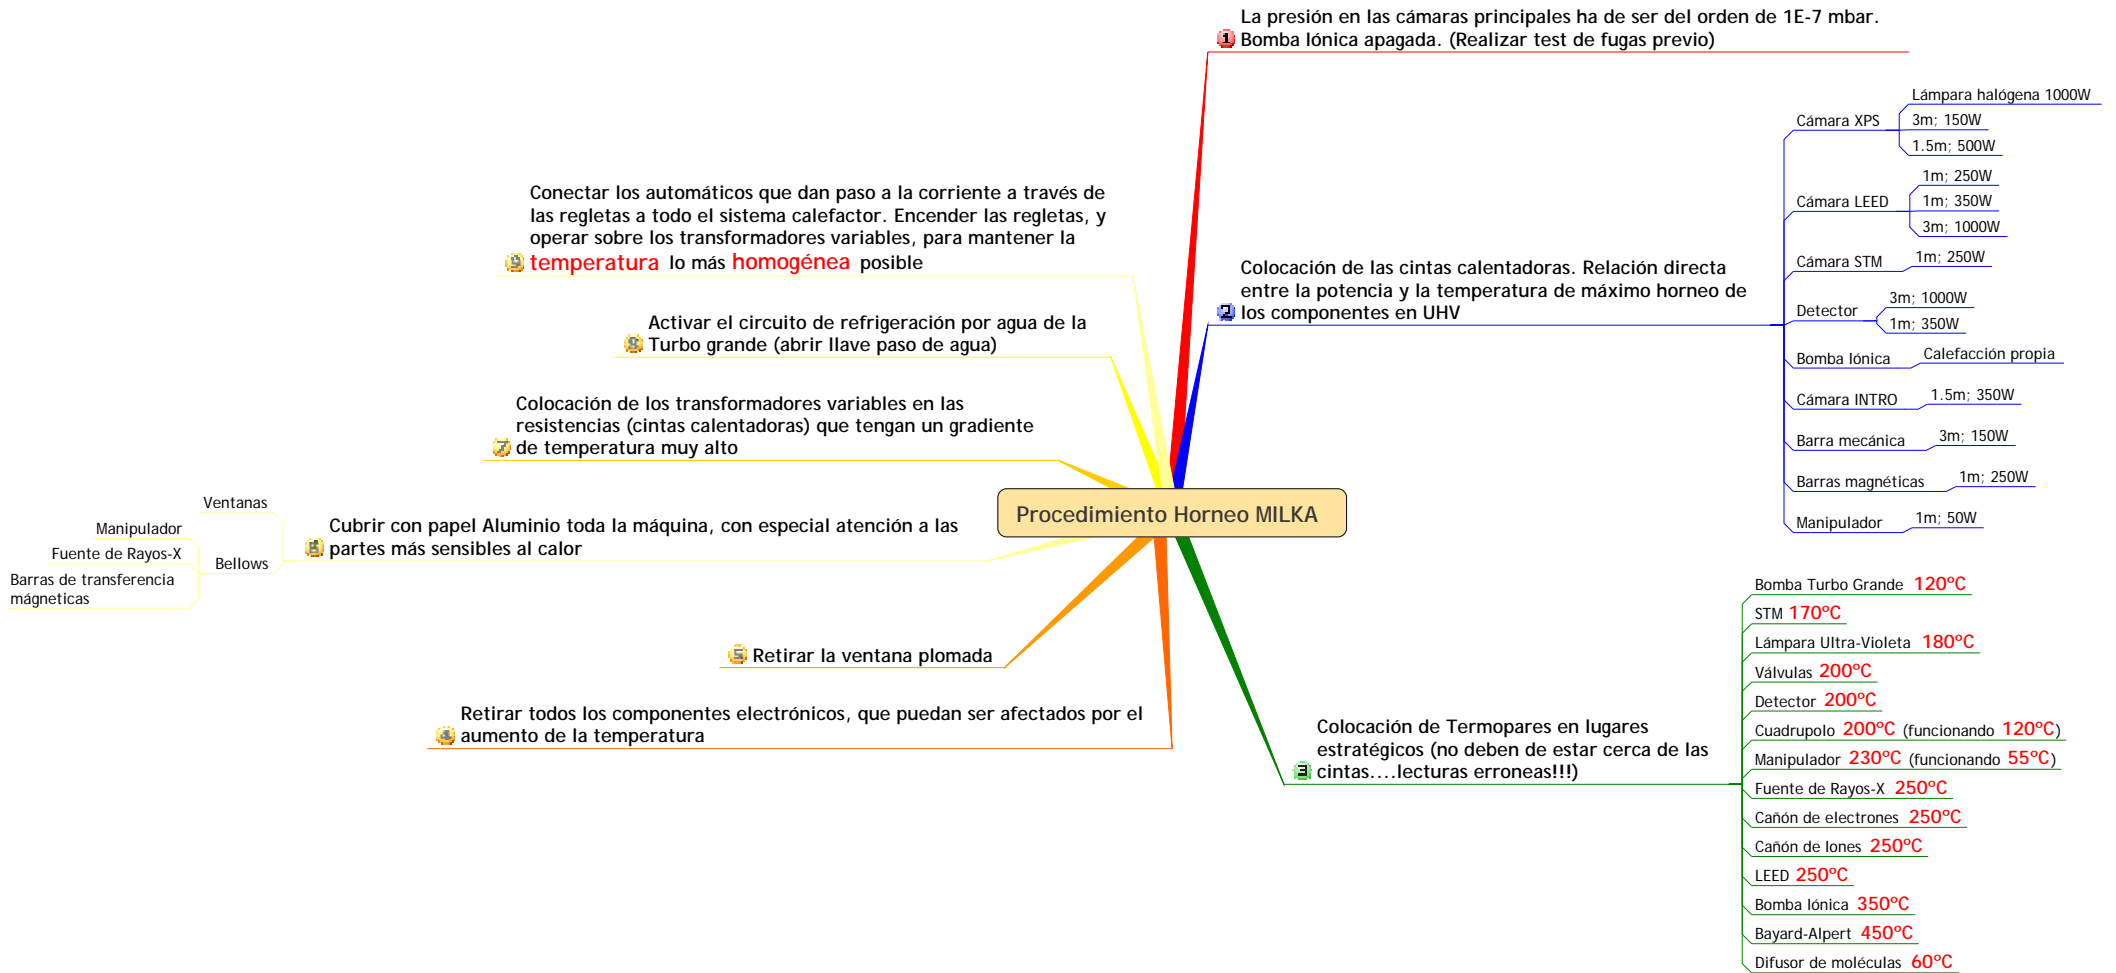 Procedimiento Horneo MILKA
1
La presión en las cámaras principales ha de ser del orden de 1E-7 mbar.
Bomba Iónica apagada. (Realizar test de fugas previo)
2
Colocación de las cintas calentadoras. Relación directa
entre la potencia y la temperatura de máximo horneo de
los componentes en UHV
Cámara XPS
Lámpara halógena 1000W
3m; 150W
1.5m; 500W
Cámara LEED
1m; 250W
1m; 350W
3m; 1000W
Cámara STM
1m; 250W
Detector
3m; 1000W
1m; 350W
Bomba Iónica
Calefacción propia
Cámara INTRO
1.5m; 350W
Barra mecánica
3m; 150W
Barras magnéticas
1m; 250W
Manipulador
1m; 50W
3
Colocación de Termopares en lugares
estratégicos (no deben de estar cerca de las
cintas....lecturas erroneas!!!)
Bomba Turbo Grande 120ºC
STM 170ºC
Lámpara Ultra-Violeta 180ºC
Válvulas 200ºC
Detector 200ºC
Cuadrupolo 200ºC (funcionando 120ºC)
Manipulador 230ºC (funcionando 55ºC)
Fuente de Rayos-X 250ºC
Cañón de electrones 250ºC
Cañón de Iones 250ºC
LEED 250ºC
Bomba Iónica 350ºC
Bayard-Alpert 450ºC
Difusor de moléculas 60ºC
4
Retirar todos los componentes electrónicos, que puedan ser afectados por el
aumento de la temperatura
5
Retirar la ventana plomada
6
Cubrir con papel Aluminio toda la máquina, con especial atención a las
partes más sensibles al calor
Ventanas
Bellows
Manipulador
Fuente de Rayos-X
Barras de transferencia
mágneticas
7
Colocación de los transformadores variables en las
resistencias (cintas calentadoras) que tengan un gradiente
de temperatura muy alto
8
Activar el circuito de refrigeración por agua de la
Turbo grande (abrir llave paso de agua)
9
Conectar los automáticos que dan paso a la corriente a través de
las regletas a todo el sistema calefactor. Encender las regletas, y
operar sobre los transformadores variables, para mantener la
temperatura lo más homogénea posible